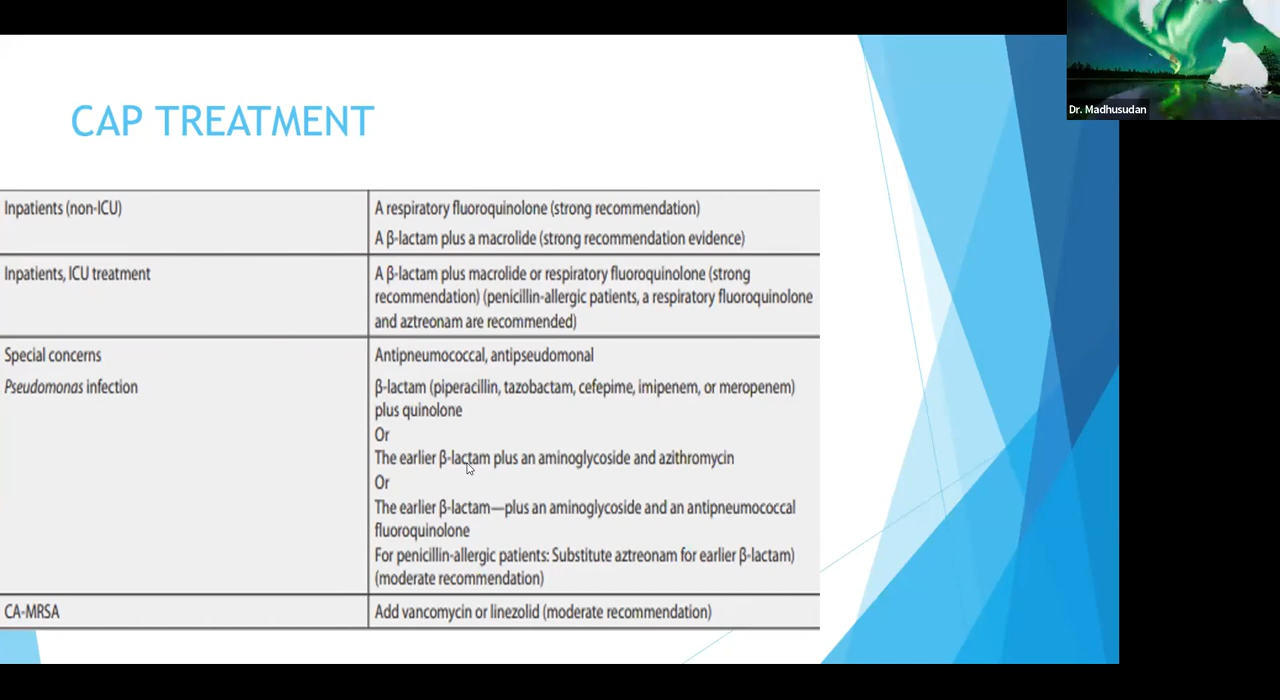 Dr. Madhusudan
CAP TREATMENT
Inpatients (non-ICU)
A respiratory fluoroquinolone (strong recommendation)
A β-lactam plus a macrolide (strong recommendation evidence)
Inpatients, ICU treatment
A β-lactam plus macrolide or respiratory fluoroquinolone (strong
recommendation) (penicillin-allergic patients, a respiratory fluoroquinolone
and aztreonam are recommended)
Special concerns
Antipneumococcal, antipseudomonal
Pseudomonas infection
β-lactam (piperacillin, tazobactam, cefepime, imipenem, or meropenem)
plus quinolone
Or
The earlier β-lactam plus an aminoglycoside and azithromycin
Or
The earlier β-lactam—plus an aminoglycoside and an antipneumococcal
fluoroquinolone
For penicillin-allergic patients: Substitute aztreonam for earlier β-lactam)
(moderate recommendation)
CA-MRSA
Add vancomycin or linezolid (moderate recommendation)